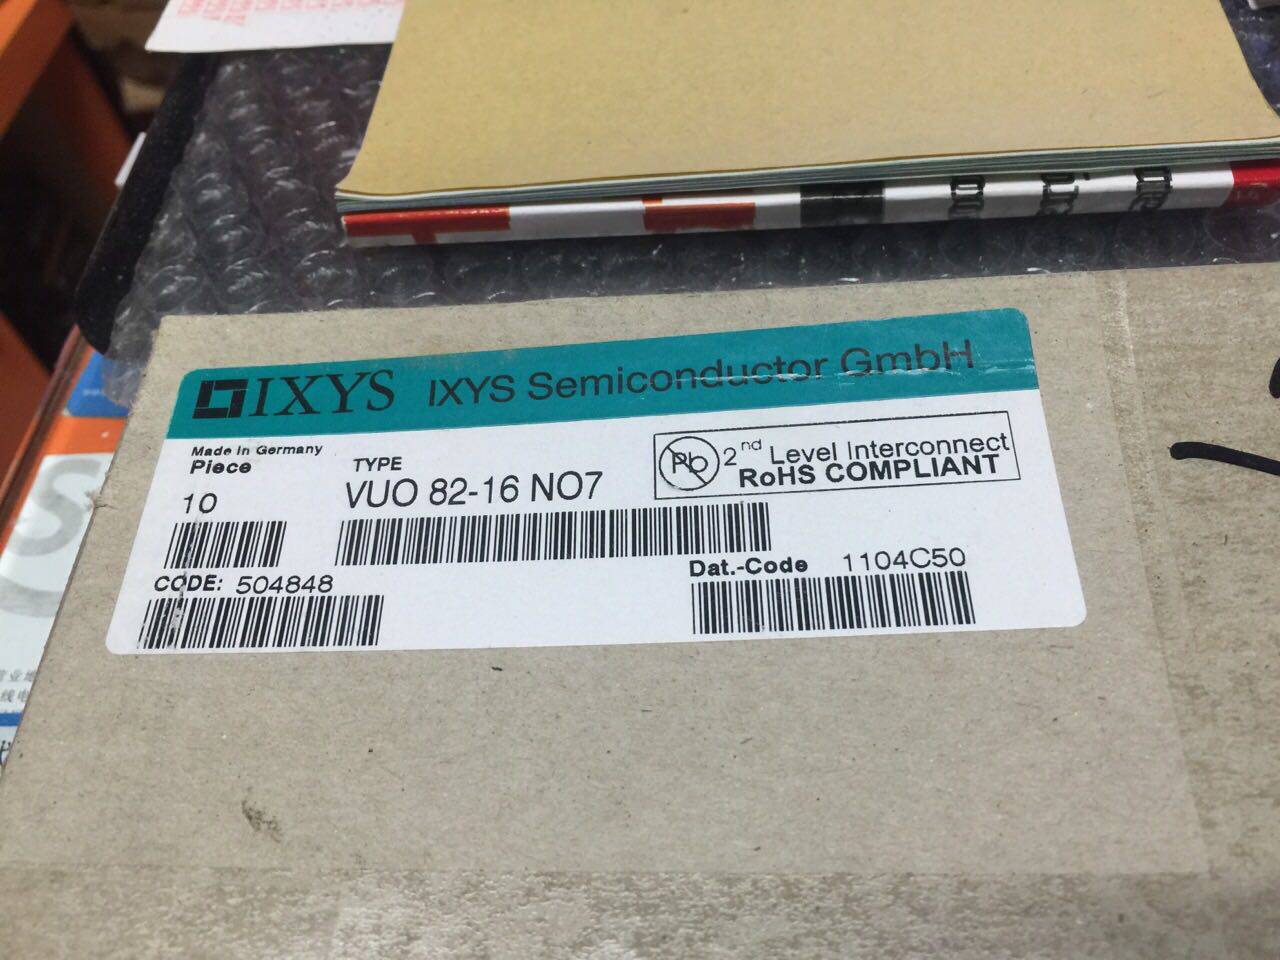 IXYS IXYS Semiconductor GmbH
Made in Germany
Piece
TYPE
10
VUO 82-16 NO7
Pb 2nd Level Interconnect
RoHS COMPLIANT
CODE: 504848
Dat.-Code 1104C50